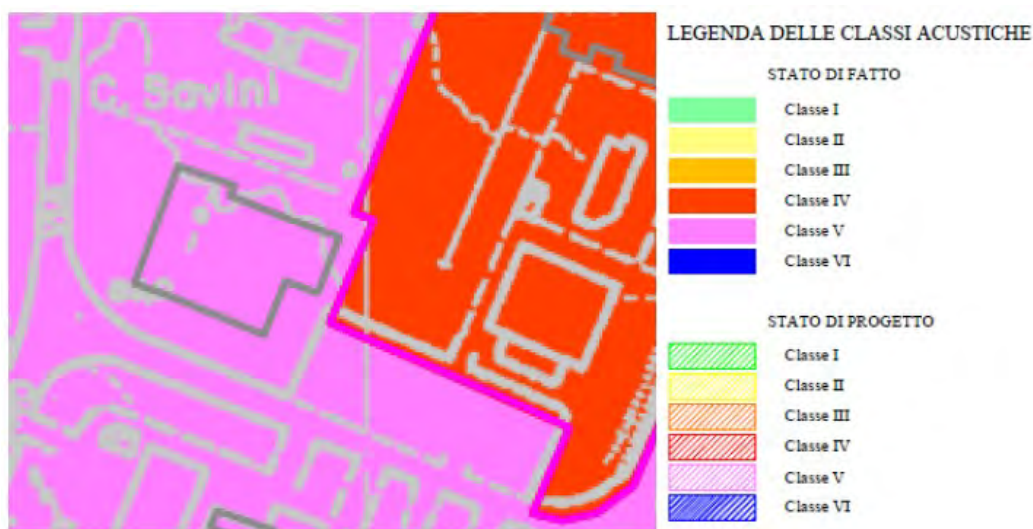 C. Savini
LEGENDA DELLE CLASSI ACUSTICHE
STATO DI FATTO
Classe I
Classe II
Classe III
Classe IV
Classe V
Classe VI
STATO DI PROGETTO
Classe I
Classe II
Classe III
Classe IV
Classe V
Classe VI